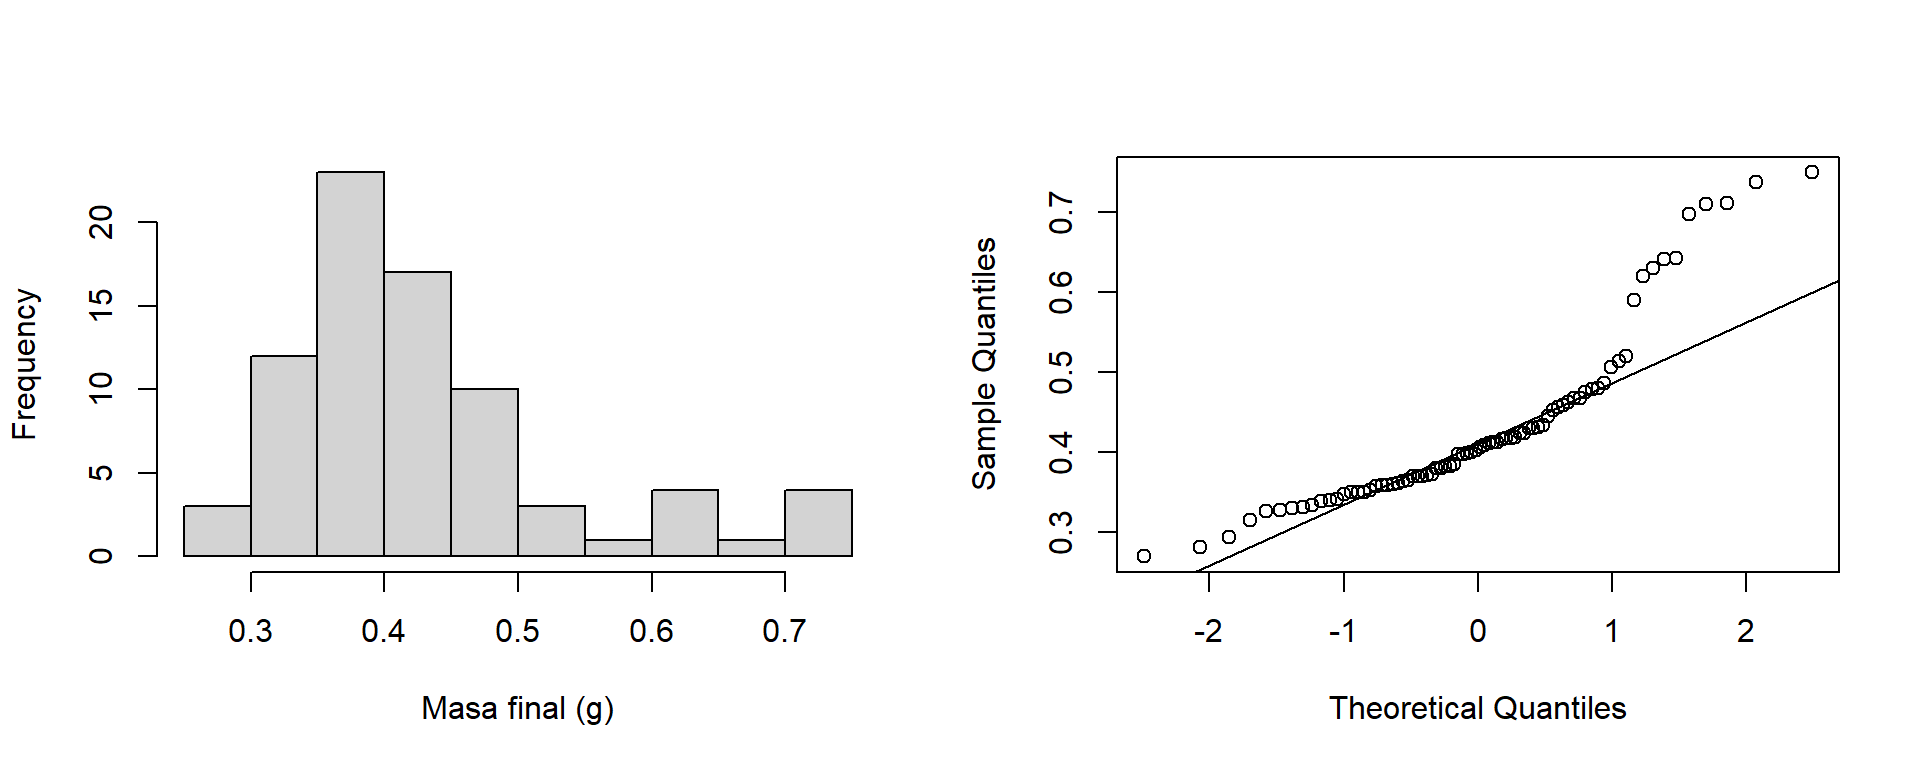 Frequency
20
15
10
5
0
0.3 0.4 0.5 0.6 0.7
Masa final (g)
Sample Quantiles
0.7
0.6
0.5
0.4
0.3
-2 -1 0 1 2
Theoretical Quantiles